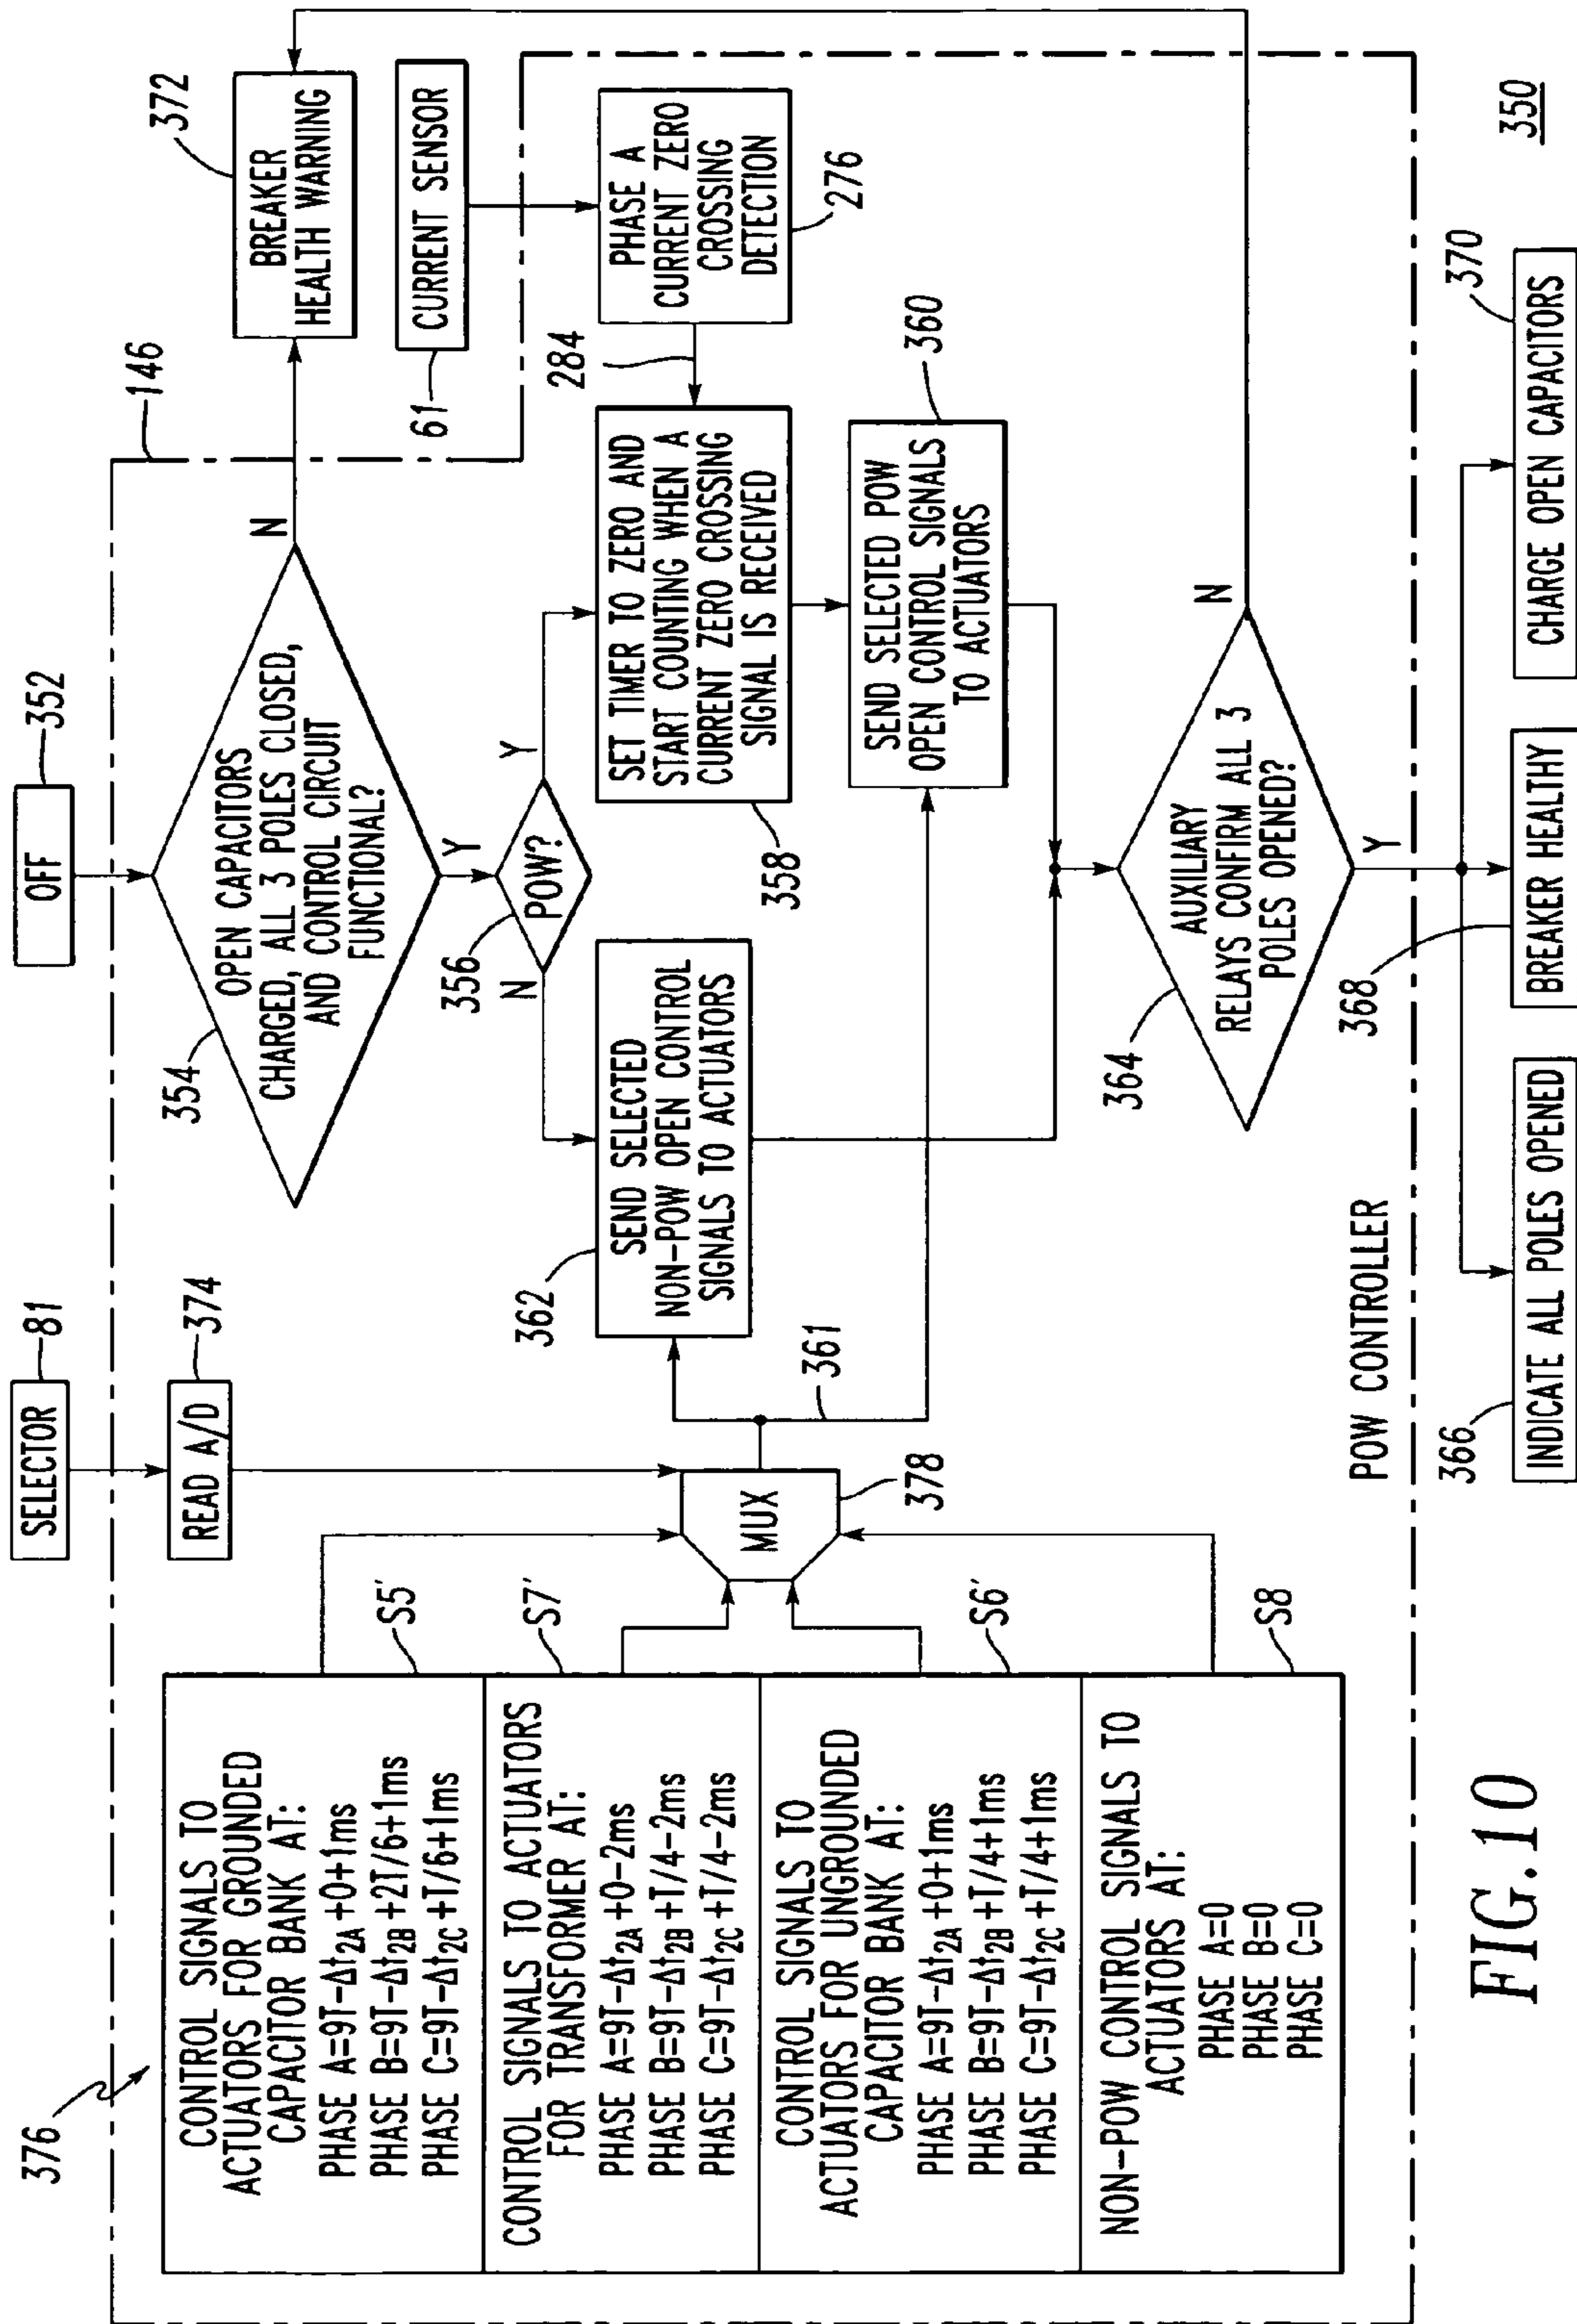 376
CONTROL SIGNALS TO
ACTUATORS FOR GROUNDED
CAPACITOR BANK AT:
PHASE A=9T-Δt2A +0+1ms
PHASE B=9T-Δt2B +2T/6+1ms
PHASE C=9T-Δt2C +T/6+1ms
S5'
CONTROL SIGNALS TO ACTUATORS
FOR TRANSFORMER AT:
PHASE A=9T-Δt2A +0-2ms
PHASE B=9T-Δt2B +T/4-2ms
PHASE C=9T-Δt2C +T/4-2ms
S7'
CONTROL SIGNALS TO
ACTUATORS FOR UNGROUNDED
CAPACITOR BANK AT:
PHASE A=9T-Δt2A +0+1ms
PHASE B=9T-Δt2B +T/4+1ms
PHASE C=9T-Δt2C +T/4+1ms
S6'
NON-POW CONTROL SIGNALS TO
ACTUATORS AT:
PHASE A=0
PHASE B=0
PHASE C=0
S8
SELECTOR
81
READ A/D
374
MUX
378
361
OFF
352
354
OPEN CAPACITORS
CHARGED, ALL 3 POLES CLOSED,
AND CONTROL CIRCUIT
FUNCTIONAL?
N
Y
146
BREAKER
HEALTH WARNING
372
CURRENT SENSOR
61
PHASE A
CURRENT ZERO
CROSSING
DETECTION
276
284
356
POW?
N
Y
362
SEND SELECTED
NON-POW OPEN CONTROL
SIGNALS TO ACTUATORS
SET TIMER TO ZERO AND
START COUNTING WHEN A
CURRENT ZERO CROSSING
SIGNAL IS RECEIVED
358
SEND SELECTED POW
OPEN CONTROL SIGNALS
TO ACTUATORS
360
364
AUXILIARY
RELAYS CONFIRM ALL 3
POLES OPENED?
N
Y
POW CONTROLLER
366
INDICATE ALL POLES OPENED
368
BREAKER HEALTHY
370
CHARGE OPEN CAPACITORS
350
FIG.10